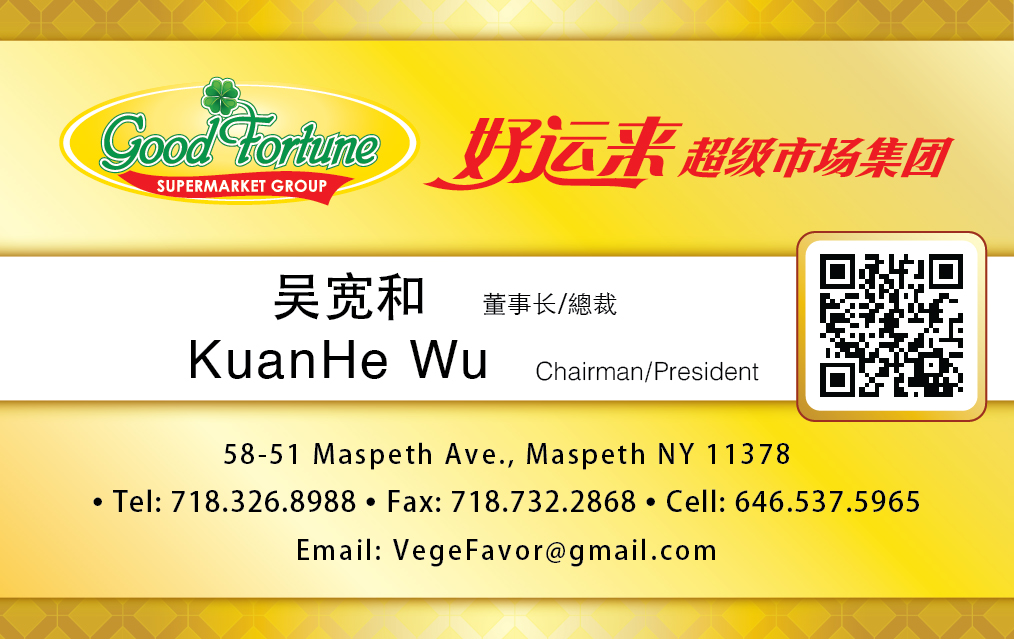 Good Fortune
SUPERMARKET GROUP
好运来 超级市场集团
吴宽和 董事长/總裁
KuanHe Wu Chairman/President
58-51 Maspeth Ave., Maspeth NY 11378
• Tel: 718.326.8988 • Fax: 718.732.2868 • Cell: 646.537.5965
Email: VegeFavor@gmail.com